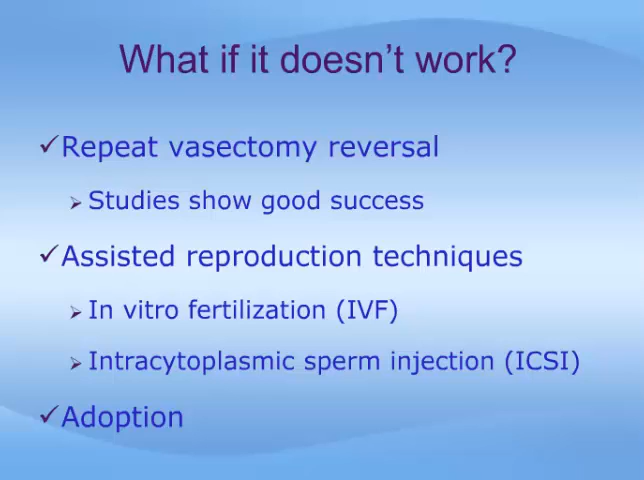 What if it doesn’t work?
✓Repeat vasectomy reversal
➢Studies show good success
✓Assisted reproduction techniques
➢In vitro fertilization (IVF)
➢Intracytoplasmic sperm injection (ICSI)
✓Adoption